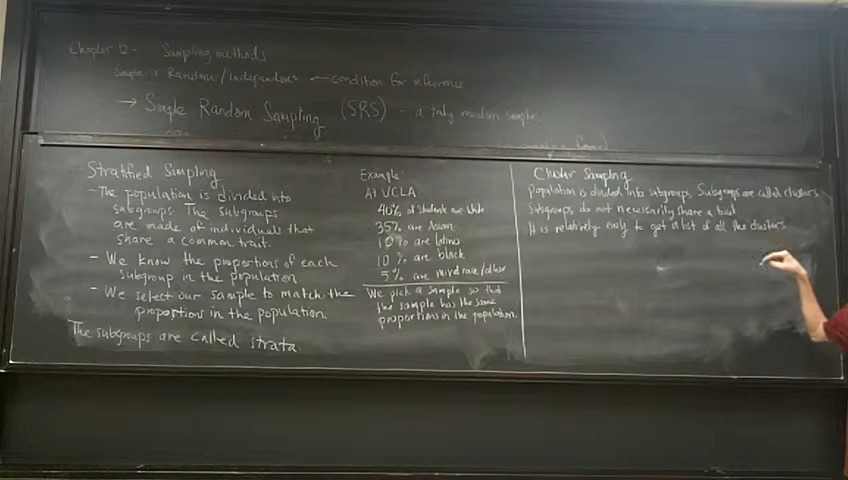 Chapter 12 - Sampling methods
Sample is Random/Independent ← condition for inference
→ Simple Random Sampling (SRS) - a truly random sample.
Stratified Sampling
- The population is divided into
subgroups. The subgroups
are made of individuals that
share a common trait.
- We know the proportions of each
subgroup in the population.
- We select our sample to match the
proportions in the population
The subgroups are called strata.
Example:
At UCLA
40% of students are white
35% are Asian
10% are latino
10% are black
5% are mixed race/other
We pick a sample so that
the sample has the same
proportions in the population.
Cluster Sampling
Population is divided into subgroups. Subgroups are called clusters
Subgroups do not necessarily share a trait
It is relatively easy to get a list of all the clusters